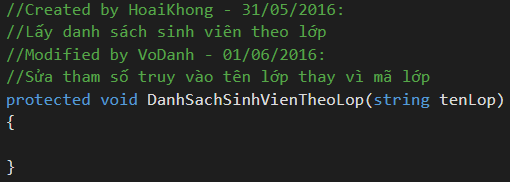 //Created by HoaiKhong - 31/05/2016:
//Lấy danh sách sinh viên theo lớp
//Modified by VoDanh - 01/06/2016:
//Sửa tham số truy vào tên lớp thay vì mã lớp
protected void DanhSachSinhVienTheoLop(string tenLop)
{
}